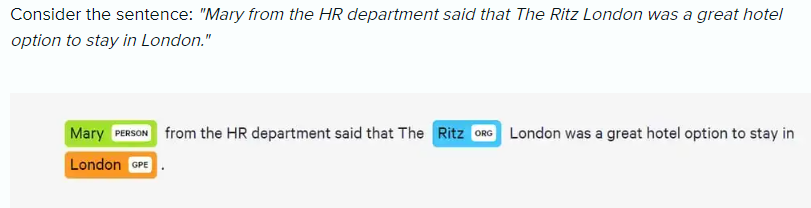 Consider the sentence: "Mary from the HR department said that The Ritz London was a great hotel
option to stay in London."
Mary PERSON from the HR department said that The Ritz ORG London was a great hotel option to stay in
London GPE .